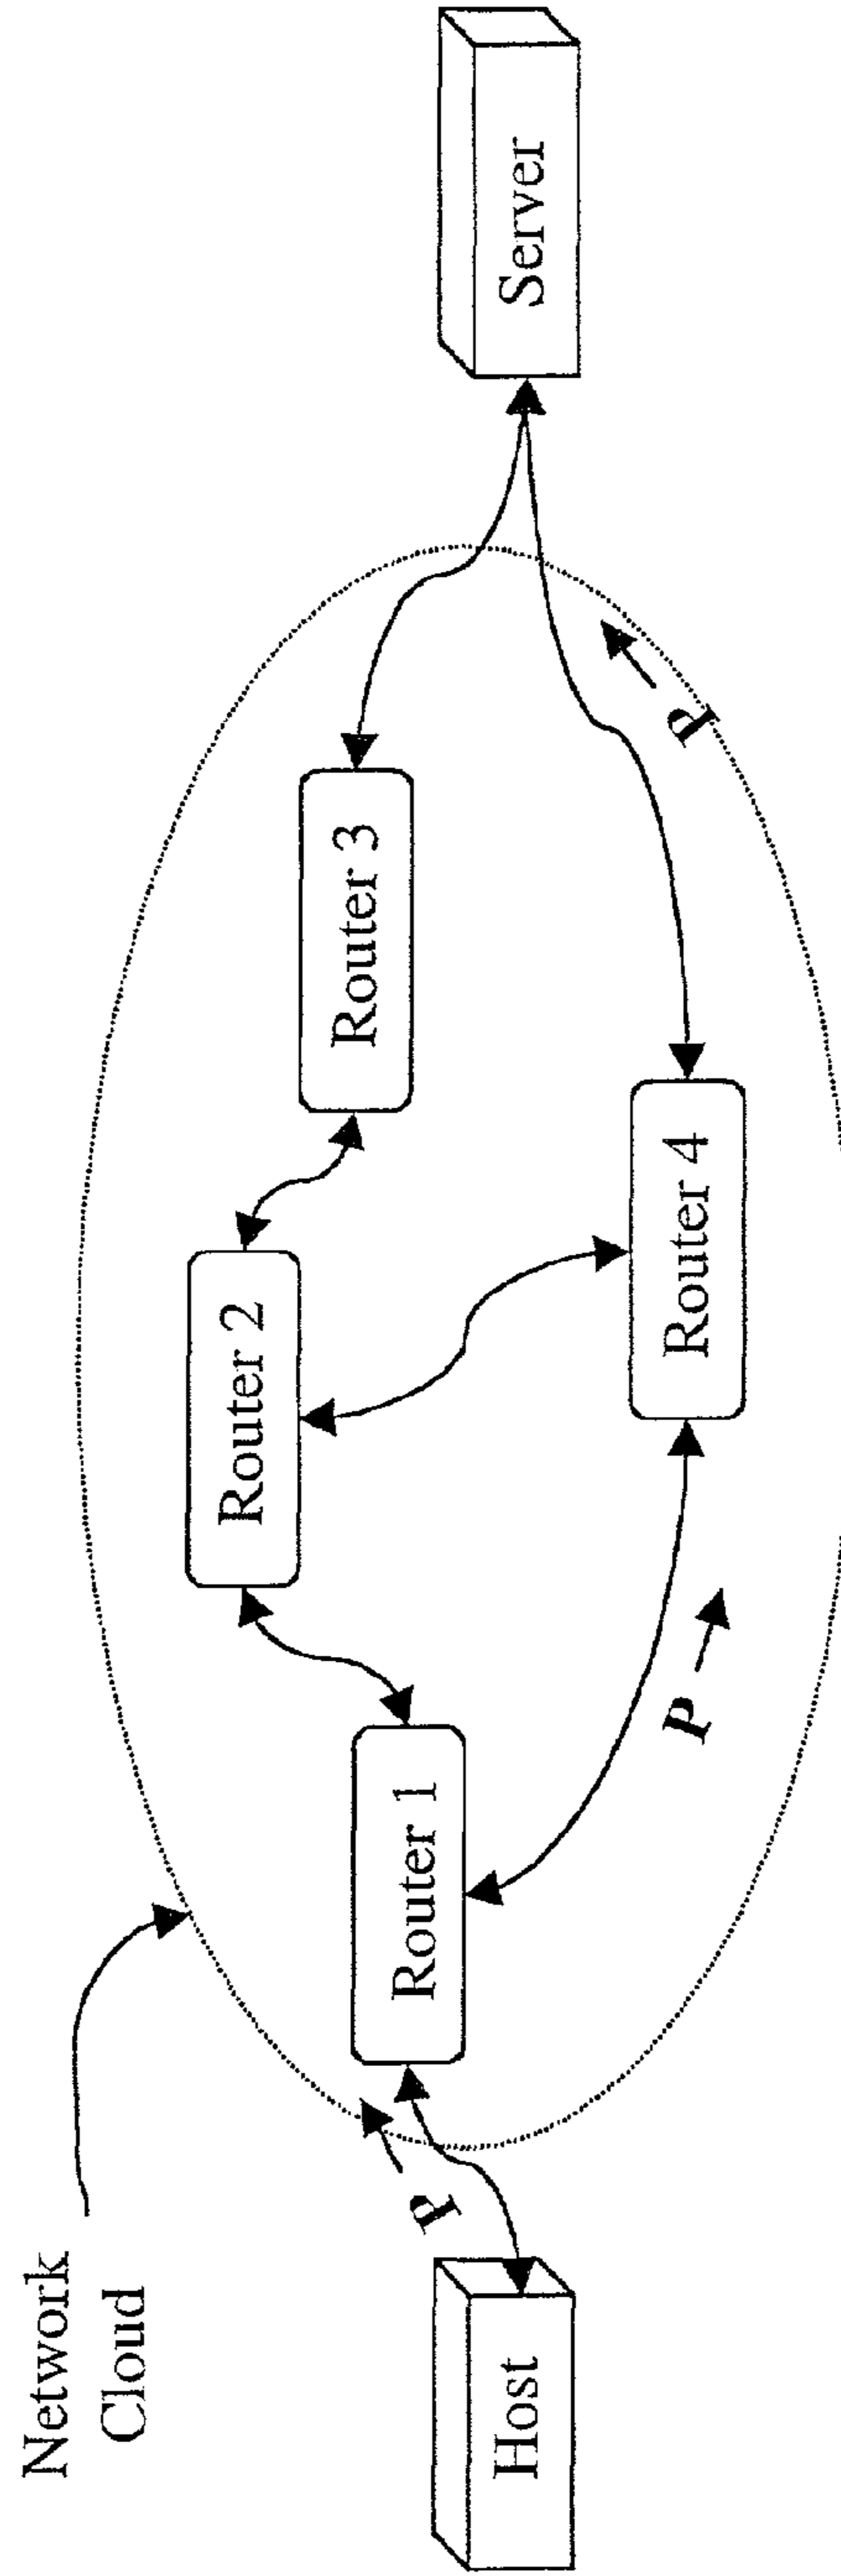 Network
Cloud
Router 2
Router 3
Router 1
Server
P
Host
Router 4
P
P